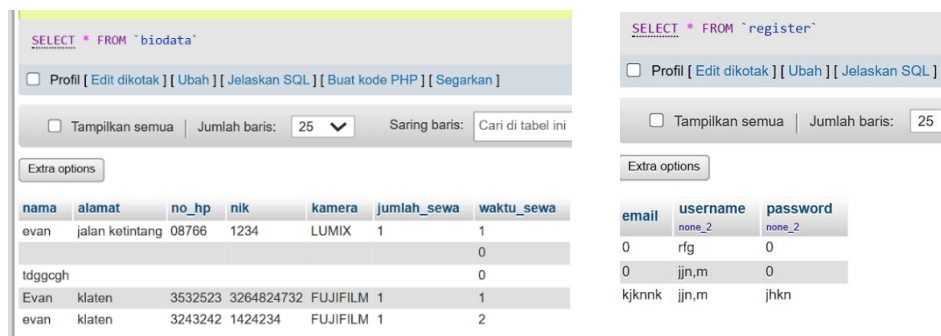 SELECT * FROM `biodata`
Profil [ Edit dikotak ] [ Ubah ] [ Jelaskan SQL ] [ Buat kode PHP ] [ Segarkan ]
Tampilkan semua | Jumlah baris: 25 Saring baris: Cari di tabel ini
Extra options
nama alamat no_hp nik kamera jumlah_sewa waktu_sewa
evan jalan ketintang 08766 1234 LUMIX 1 1
0
tdggcgh 0
Evan klaten 3532523 3264824732 FUJIFILM 1 1
evan klaten 3243242 1424234 FUJIFILM 1 2
SELECT * FROM `register`
Profil [ Edit dikotak ] [ Ubah ] [ Jelaskan SQL ]
Tampilkan semua | Jumlah baris: 25
Extra options
email username password
none_2 none_2
0 rfg 0
0 jjn,m 0
kjknnk jjn,m jhkn